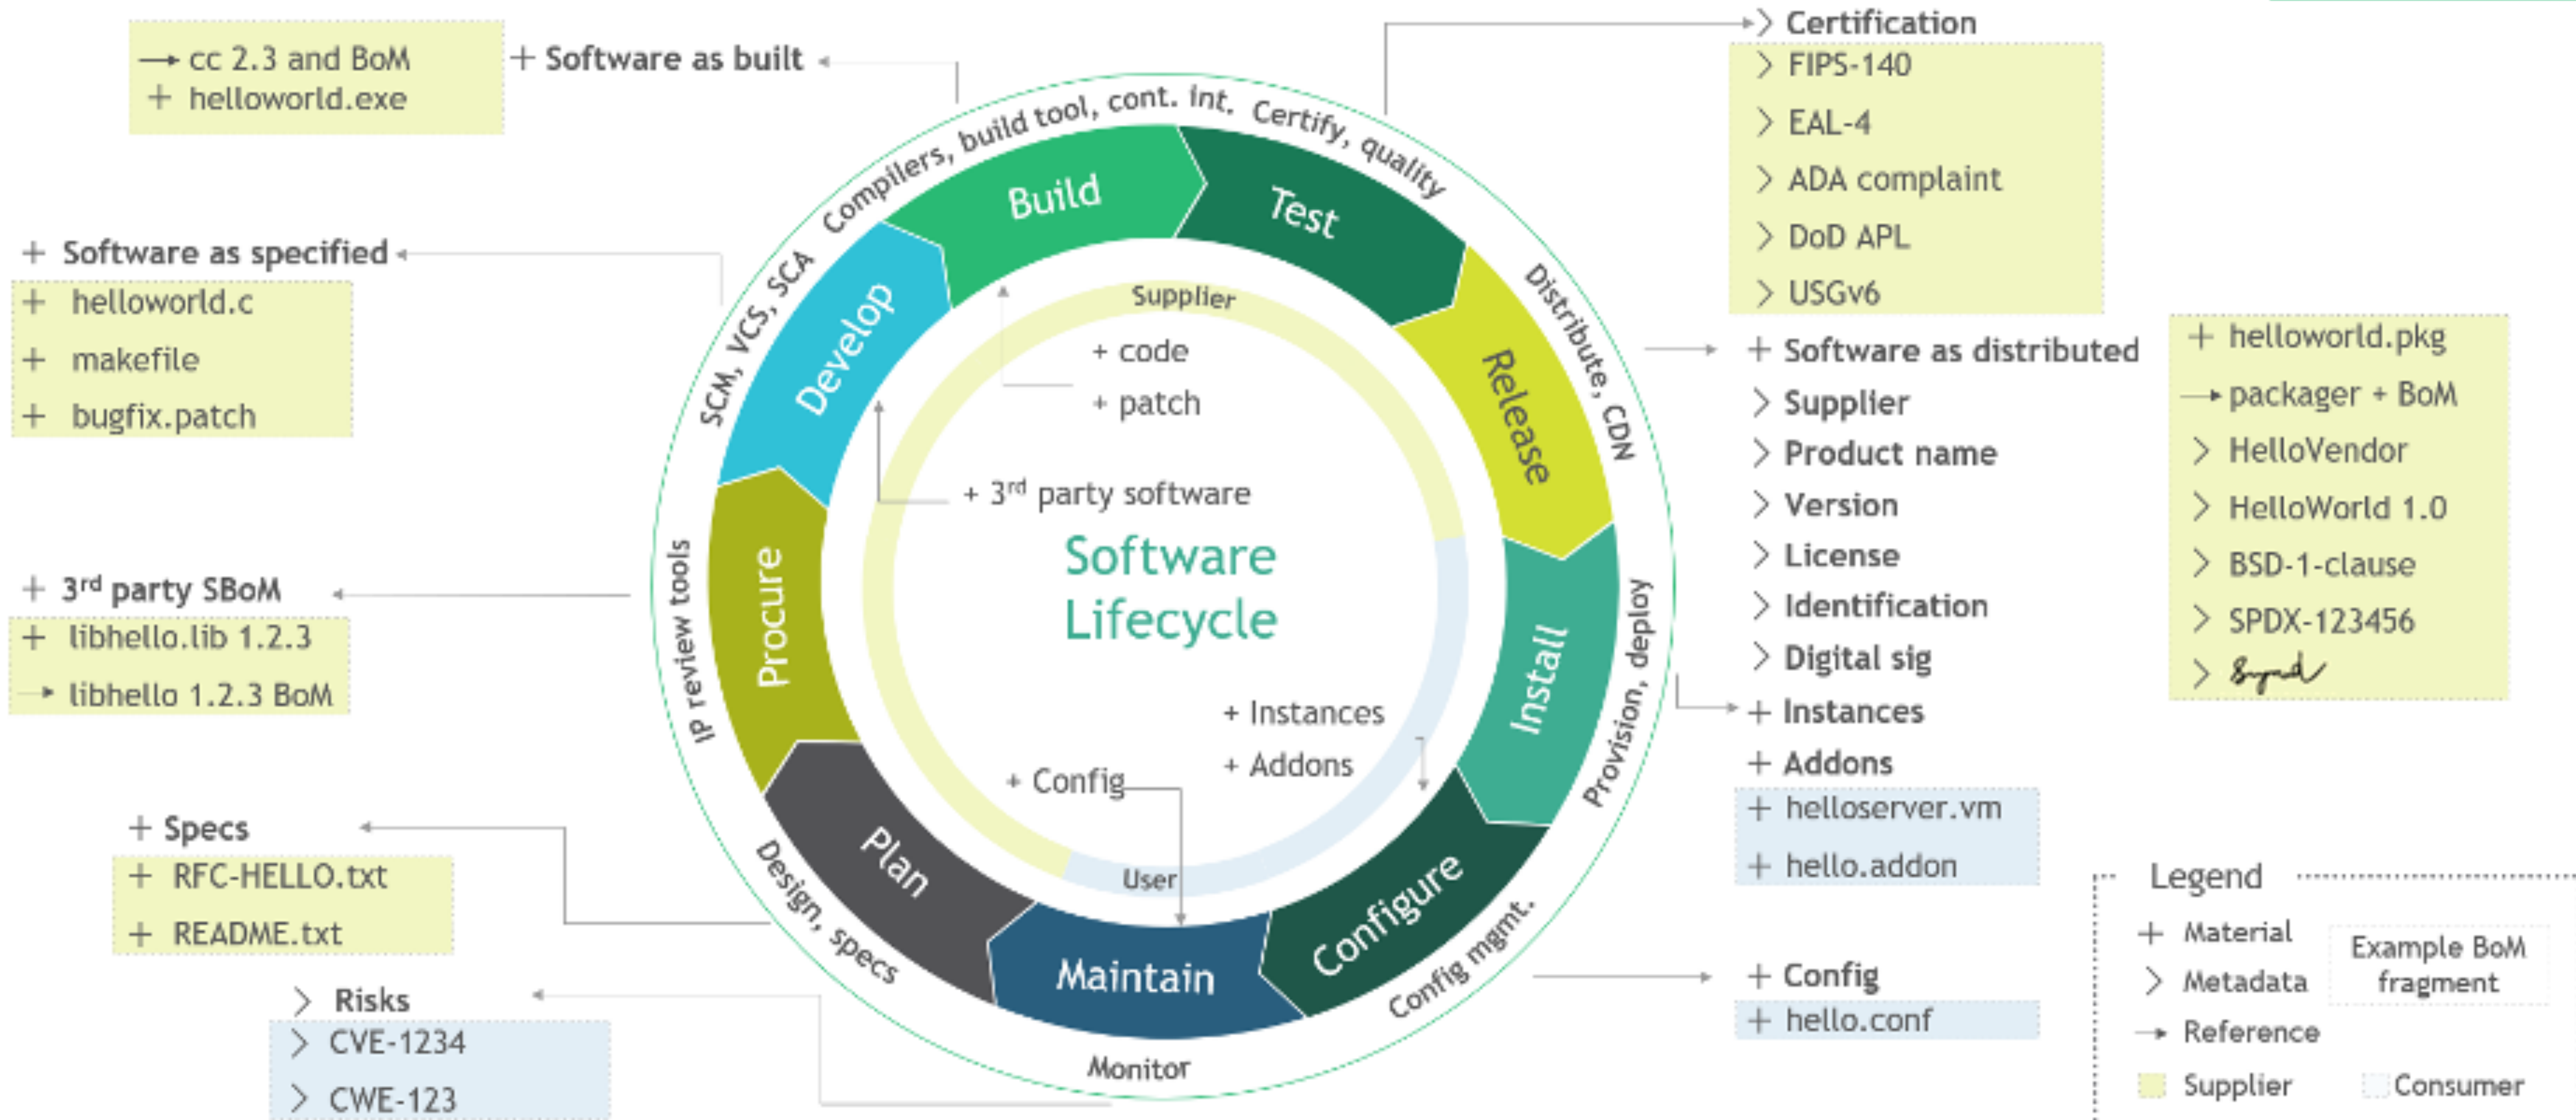 → cc 2.3 and BoM
+ helloworld.exe
+ Software as built
+ Software as specified
+ helloworld.c
+ makefile
+ bugfix.patch
+ 3rd party SBoM
+ libhello.lib 1.2.3
→ libhello 1.2.3 BoM
+ Specs
+ RFC-HELLO.txt
+ README.txt
> Risks
> CVE-1234
> CWE-123
Compilers, build tool, cont. int.
Certify, quality
Distribute, CDN
Provision, deploy
Config mgmt.
Monitor
Design, specs
IP review tools
SCM, VCS, SCA
Build
Test
Release
Install
Configure
Maintain
Plan
Procure
Develop
Supplier
+ code
+ patch
+ 3rd party software
Software
Lifecycle
+ Instances
+ Addons
+ Config
User
> Certification
> FIPS-140
> EAL-4
> ADA complaint
> DoD APL
> USGv6
+ Software as distributed
> Supplier
> Product name
> Version
> License
> Identification
> Digital sig
+ Instances
+ Addons
+ helloserver.vm
+ hello.addon
+ Config
+ hello.conf
+ helloworld.pkg
→ packager + BoM
> HelloVendor
> HelloWorld 1.0
> BSD-1-clause
> SPDX-123456
>
Legend
+ Material
> Metadata
→ Reference
Supplier
Consumer
Example BoM
fragment